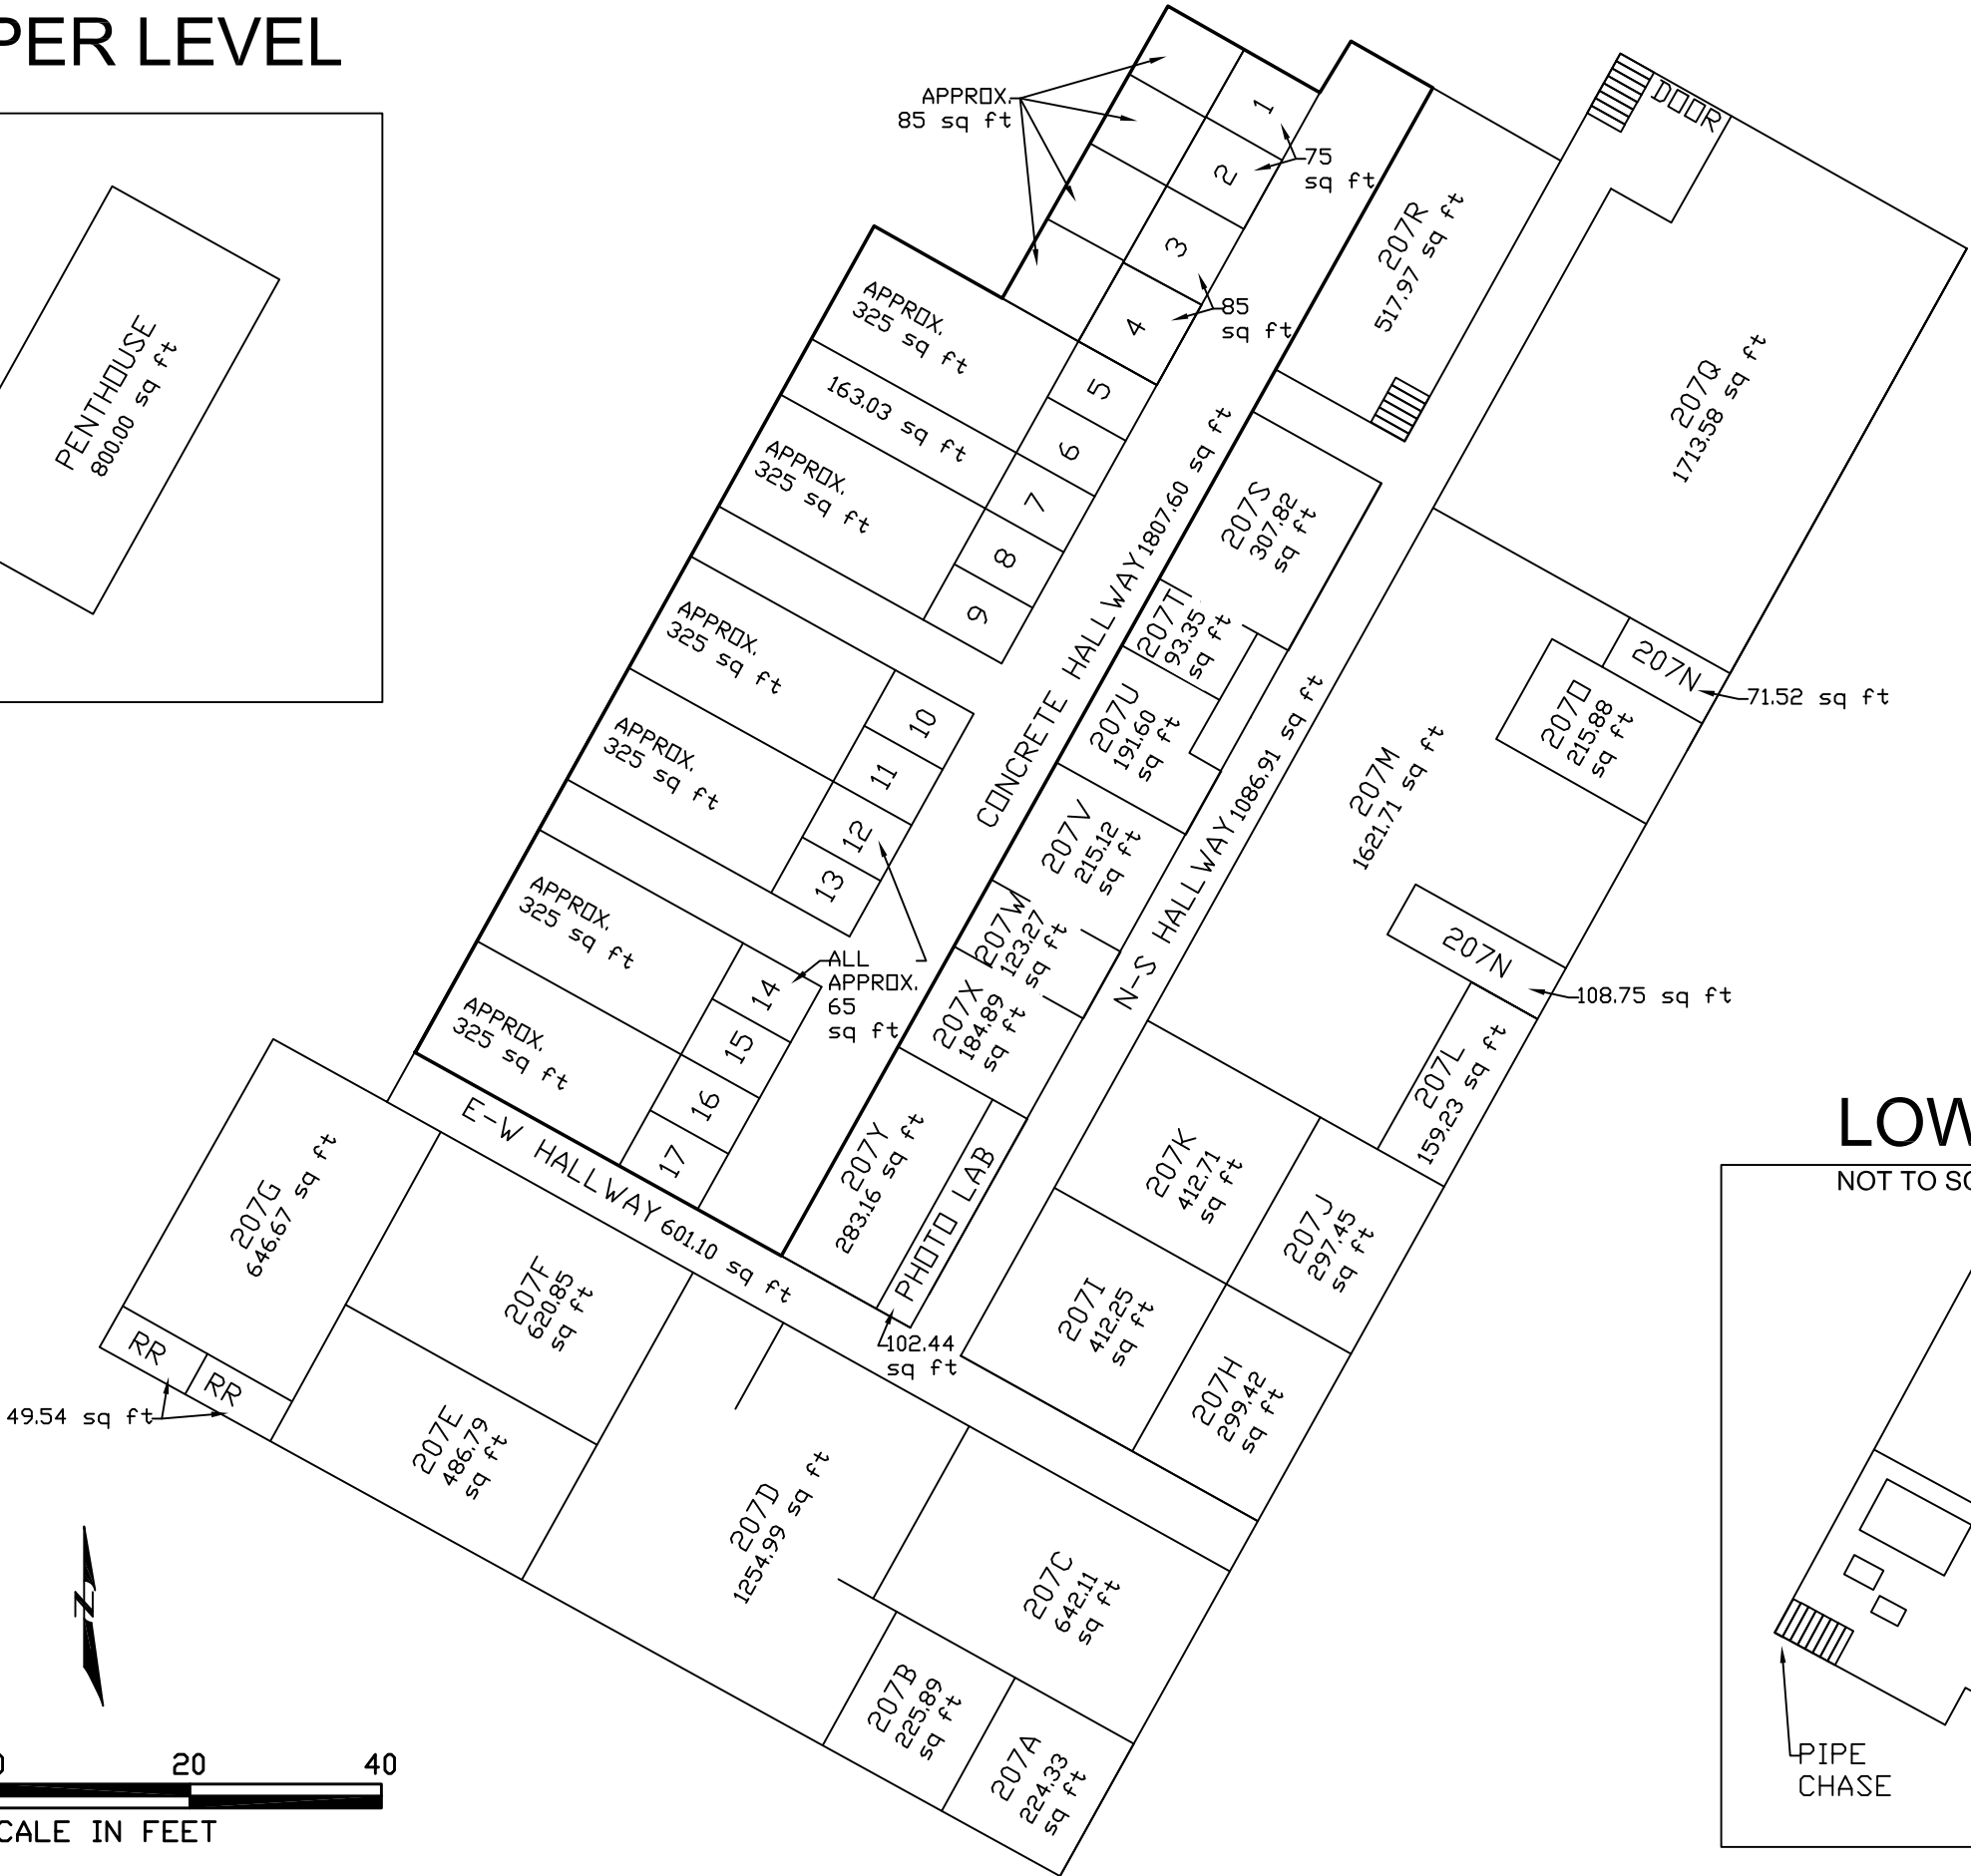 PER LEVEL
PENTHOUSE
800.00 sq ft
APPROX.
85 sq ft
1
2
3
4
75
sq ft
85
sq ft
APPROX.
325 sq ft
163.03 sq ft
APPROX.
325 sq ft
5
6
7
8
9
APPROX.
325 sq ft
APPROX.
325 sq ft
10
11
12
13
APPROX.
325 sq ft
APPROX.
325 sq ft
14
15
16
17
ALL
APPROX.
65
sq ft
CONCRETE HALLWAY 1807.60 sq ft
DOOR
207R
517.97 sq ft
207Q
1713.58 sq ft
207S
307.82
sq ft
207T
93.35
sq ft
207U
191.60
sq ft
207V
215.12
sq ft
207W
123.27
sq ft
207X
184.89
sq ft
207Y
283.16 sq ft
PHOTO LAB
102.44
sq ft
N-S HALLWAY 1086.91 sq ft
207N
71.52 sq ft
207O
215.88
sq ft
207M
1621.71 sq ft
207N
108.75 sq ft
207L
159.23 sq ft
207K
412.71
sq ft
207J
297.45
sq ft
207I
412.25
sq ft
207H
299.42
sq ft
E-W HALLWAY 601.10 sq ft
207G
646.67 sq ft
RR
RR
49.54 sq ft
207F
620.85
sq ft
207E
486.79
sq ft
207D
1254.99 sq ft
207C
642.11
sq ft
207B
225.89
sq ft
207A
224.33
sq ft
N
20
40
CALE IN FEET
LOW
NOT TO SC
PIPE
CHASE